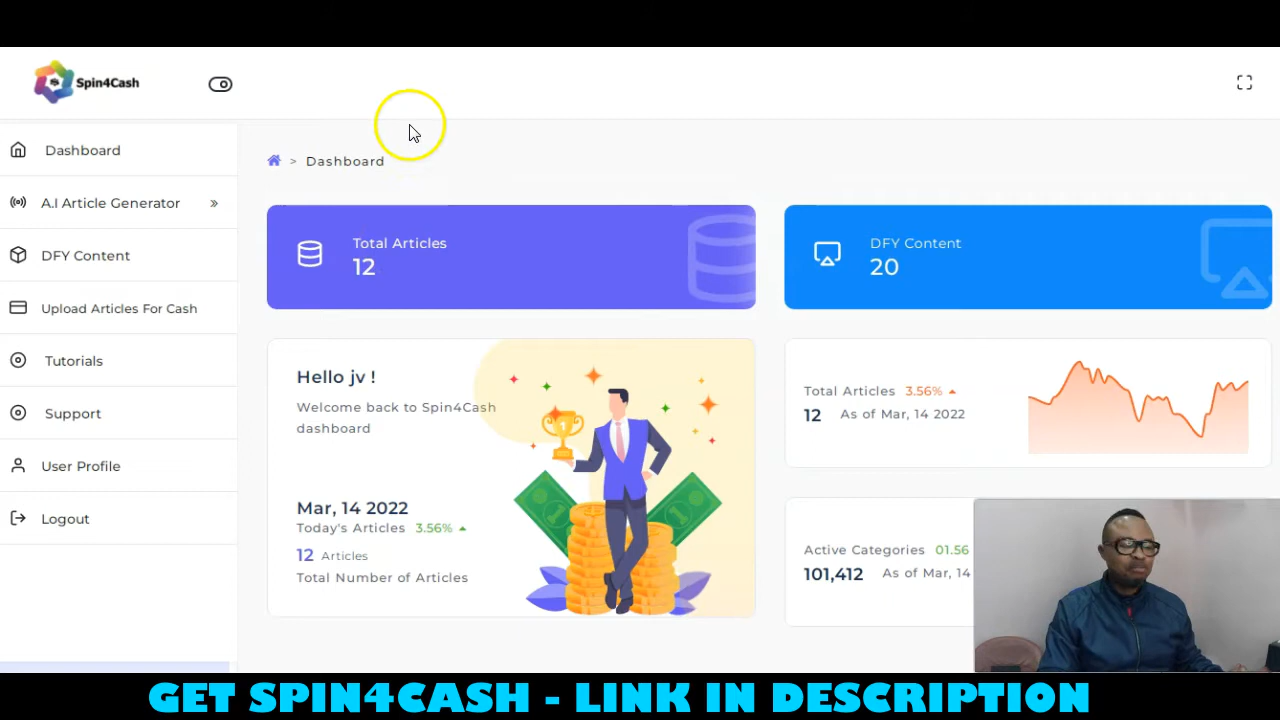 Spin4Cash
Dashboard
A.I Article Generator »
DFY Content
Upload Articles For Cash
Tutorials
Support
User Profile
Logout
> Dashboard
Total Articles
12
DFY Content
20
Hello jv !
Welcome back to Spin4Cash
dashboard
Mar, 14 2022
Today's Articles 3.56%
12 Articles
Total Number of Articles
1
Total Articles 3.56%
12 As of Mar, 14 2022
Active Categories 01.56
101,412 As of Mar, 14
GET SPIN4CASH - LINK IN DESCRIPTION